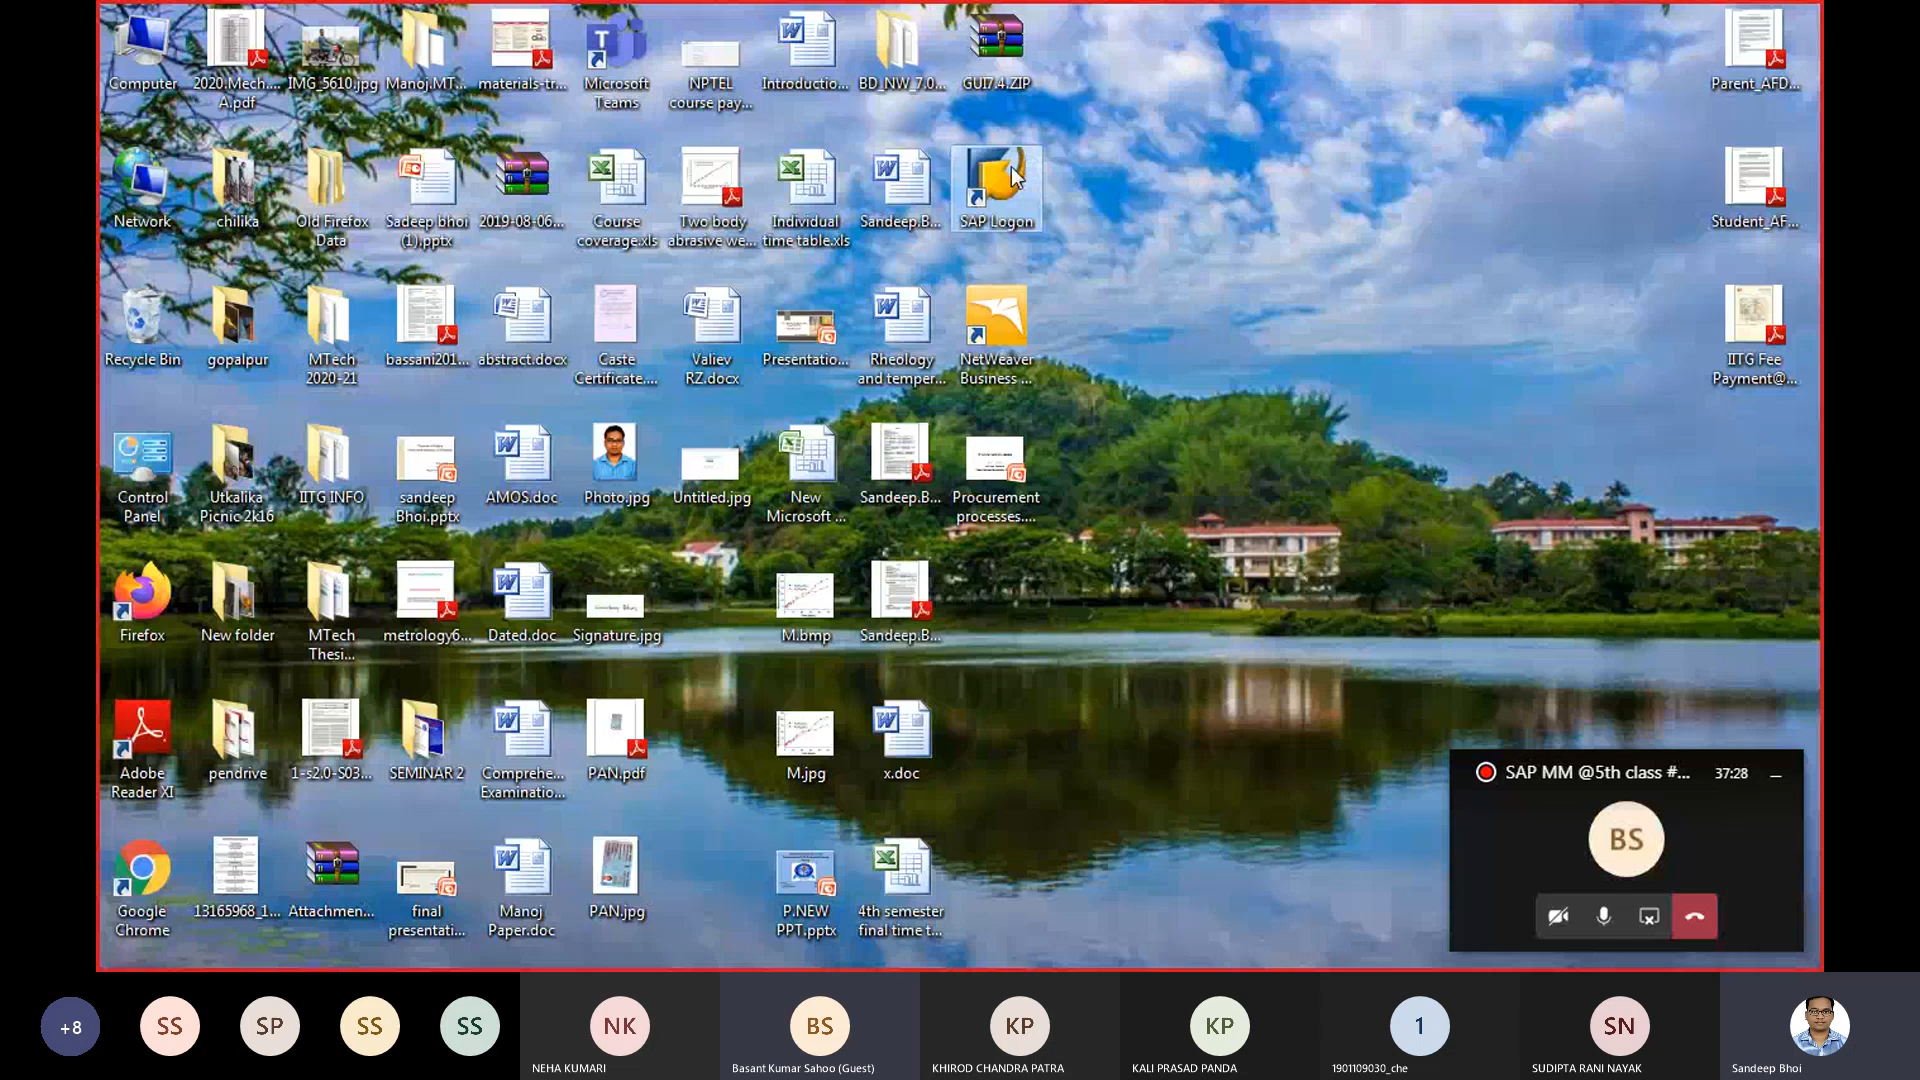 Computer
2020.Mech....
A.pdf
IMG_5610.jpg
Manoj.MT...
materials-tr...
Microsoft
Teams
NPTEL
course pay...
Introductio...
BD_NW_7.0...
GUI7.4.ZIP
Parent_AFD...
Network
chilika
Old Firefox
Data
Sadeep bhoi
(1).pptx
2019-08-06...
Course
coverage.xls
Two body
abrasive we...
Individual
time table.xls
Sandeep.B...
SAP Logon
Student_AF...
Recycle Bin
gopalpur
MTech
2020-21
bassani201...
abstract.docx
Caste
Certificate....
Valiev
RZ.docx
Presentatio...
Rheology
and temper...
NetWeaver
Business ...
IITG Fee
Payment@...
Control
Panel
Utkalika
Picnic 2k16
IITG INFO
sandeep
Bhoi.pptx
AMOS.doc
Photo.jpg
Untitled.jpg
New
Microsoft ...
Sandeep.B...
Procurement
processes....
Firefox
New folder
MTech
Thesi...
metrology6...
Dated.doc
Signature.jpg
M.bmp
Sandeep.B...
Adobe
Reader XI
pendrive
1-s2.0-S03...
SEMINAR 2
Comprehe...
Examinatio...
PAN.pdf
M.jpg
x.doc
SAP MM @5th class #...
37:28
BS
Google
Chrome
13165968_1...
Attachmen...
final
presentati...
Manoj
Paper.doc
PAN.jpg
P.NEW
PPT.pptx
4th semester
final time t...
+8
SS
SP
SS
SS
NK
BS
KP
KP
1
SN
NEHA KUMARI
Basant Kumar Sahoo (Guest)
KHIROD CHANDRA PATRA
KALI PRASAD PANDA
1901109030_che
SUDIPTA RANI NAYAK
Sandeep Bhoi